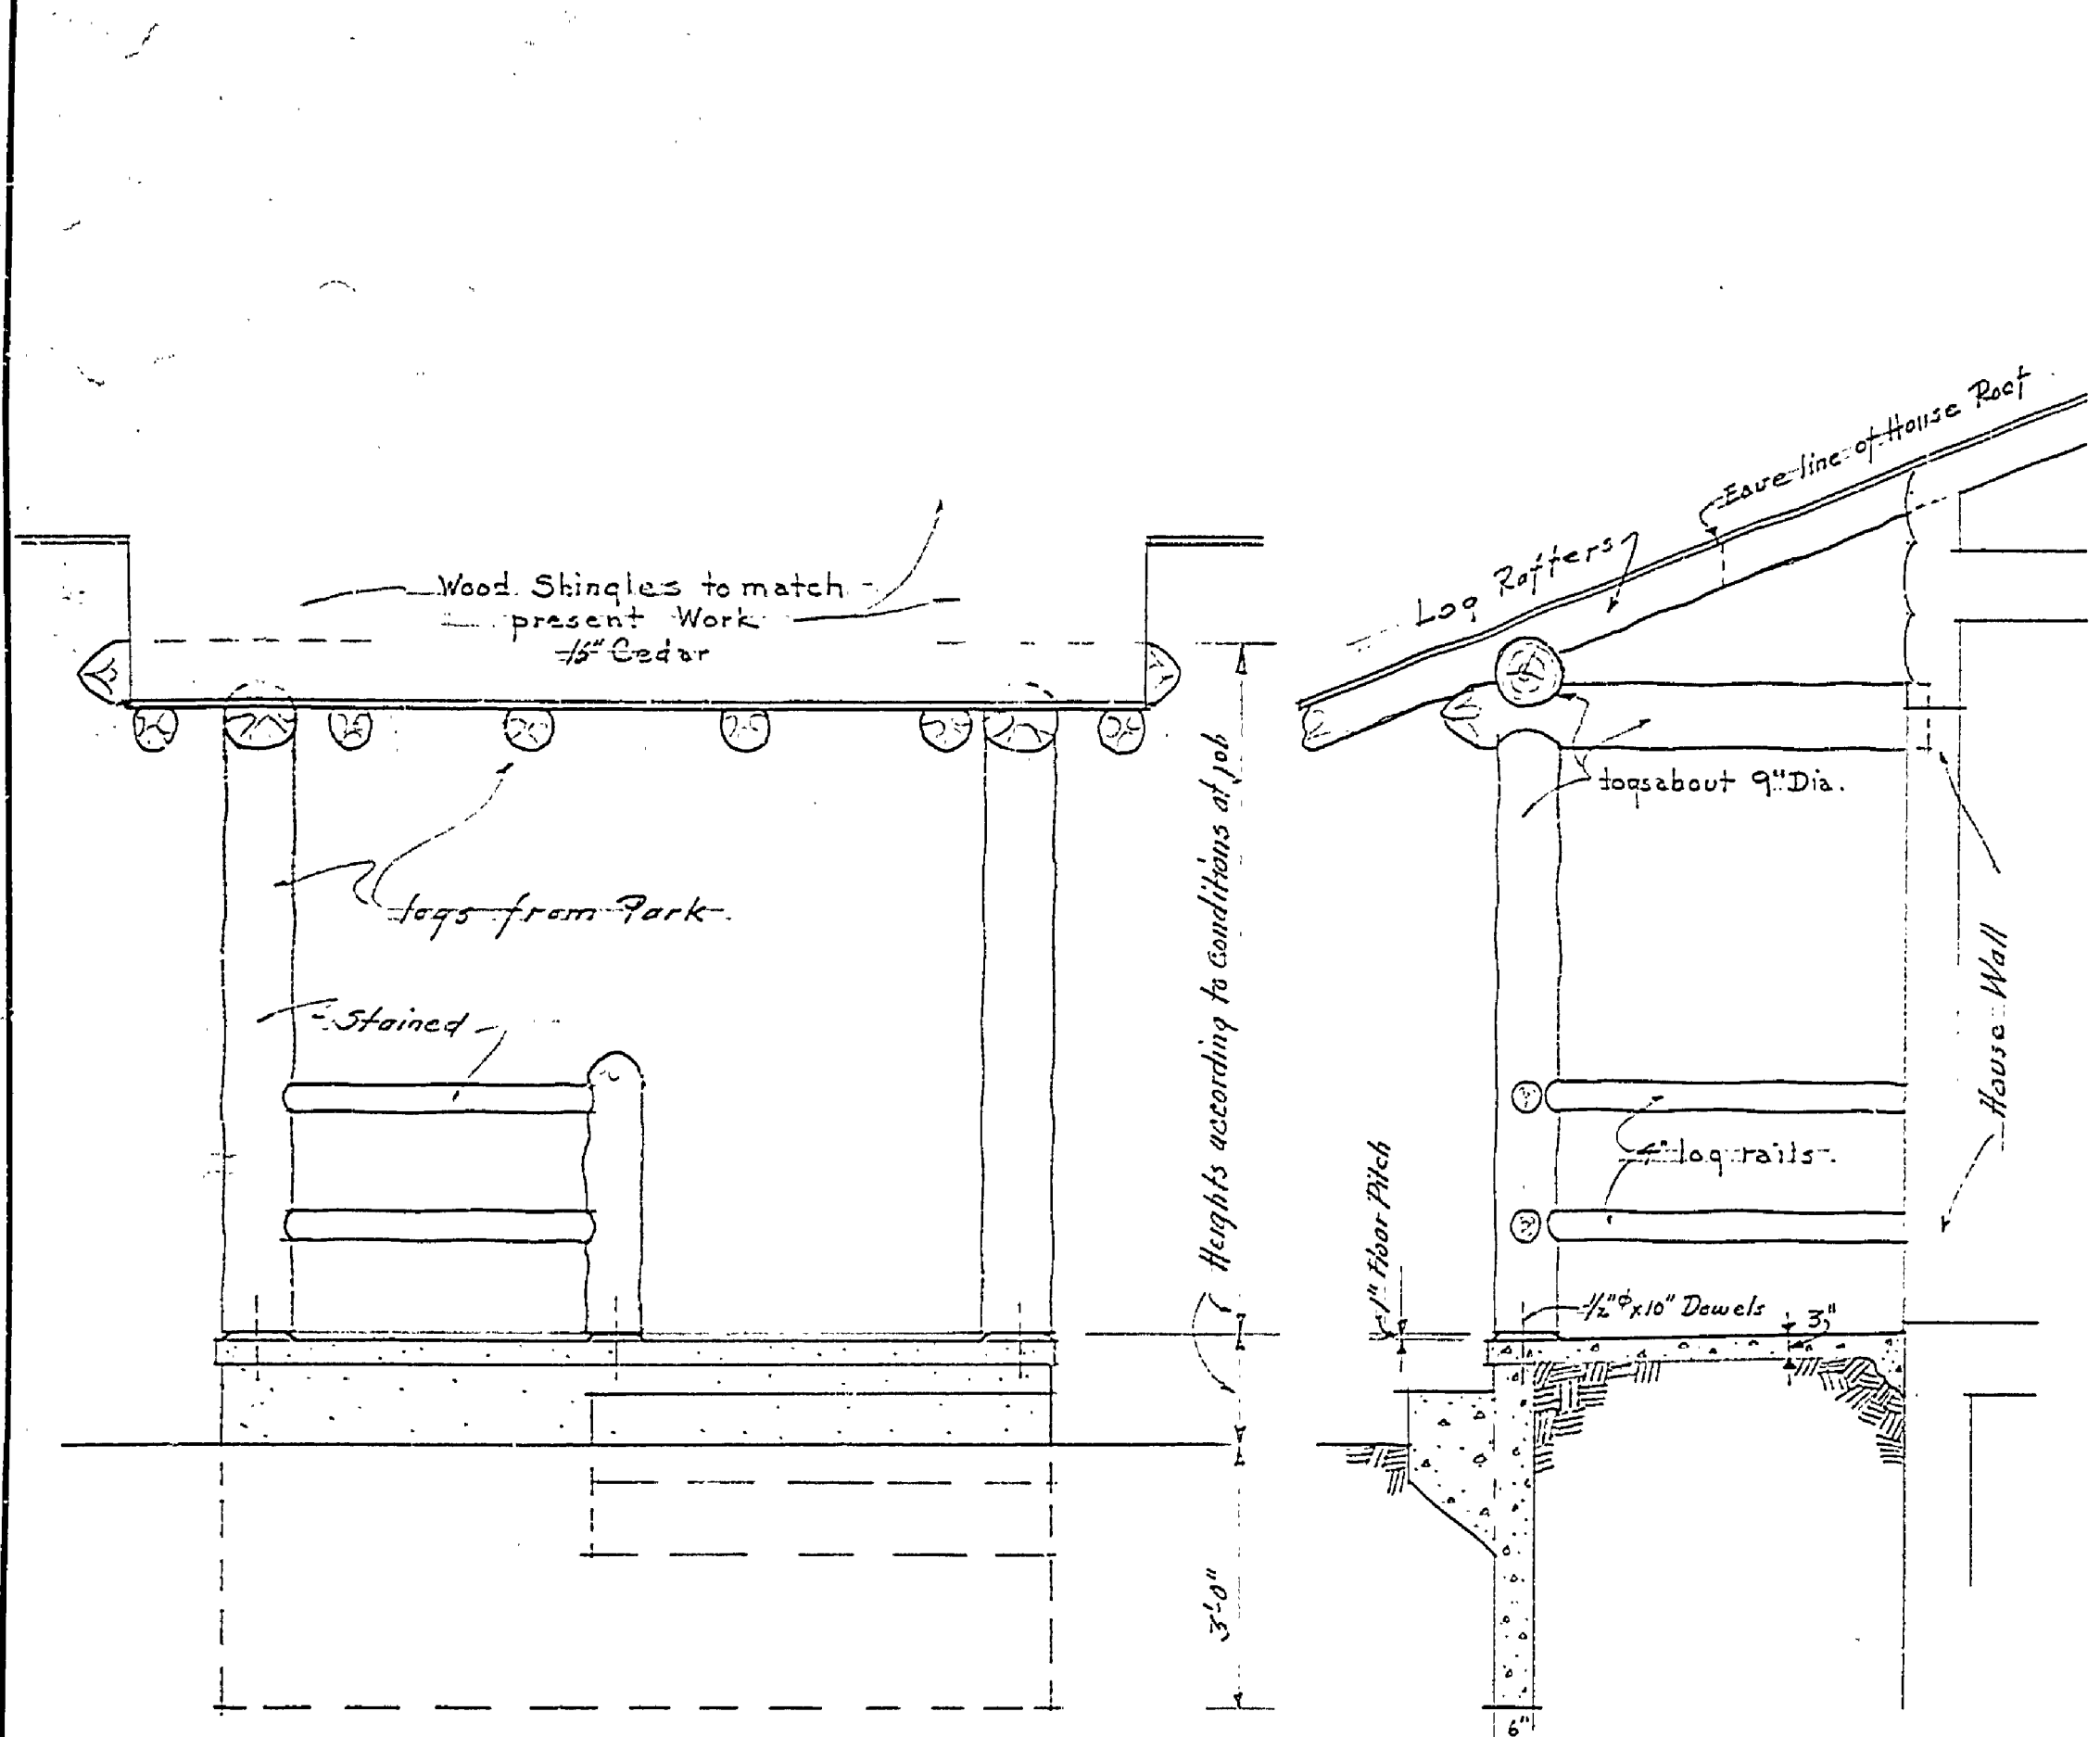 Wood Shingles to match
present Work
/5" Cedar
logs from Park
Stained
Heights according to Conditions at job
3'-0"
Eave line of House Roof
Log Rafters
logs about 9" Dia.
House Wall
4" log rails
1" Floor Pitch
1/2"ϕx10" Dowels
3"
6"